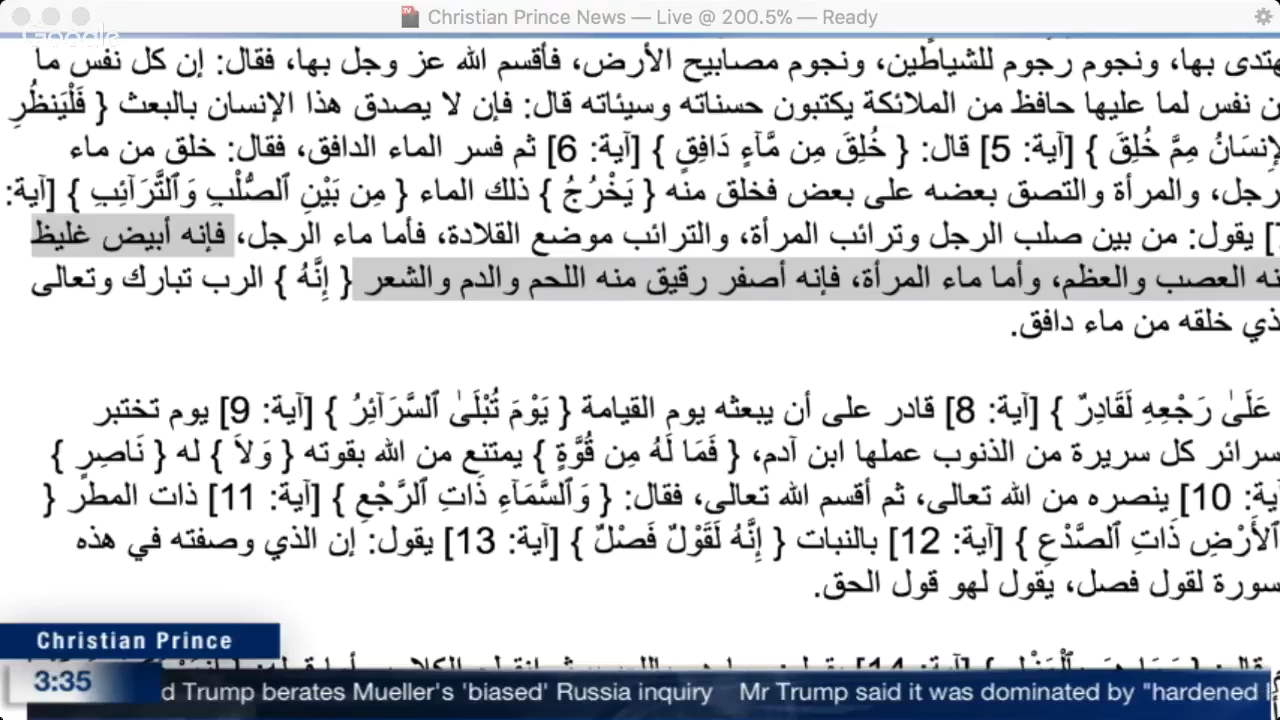 Christian Prince News — Live @ 200.5% — Ready
Google
هتدى بها، ونجوم رجوم للشياطين، ونجوم مصابيح الأرض، فأقسم الله عز وجل بها، فقال: إن كل نفس ما
ن نفس لما عليها حافظ من الملائكة يكتبون حسناته وسيئاته قال: فإن لا يصدق هذا الإنسان بالبعث { فَلْيَنظُرِ
لإِنسَانُ مِمَّ خُلِقَ } [آية: 5] قال: { خُلِقَ مِن مَّآءٍ دَافِقٍ } [آية: 6] ثم فسر الماء الدافق، فقال: خلق من ماء
رجل، والمرأة والتصق بعضه على بعض فخلق منه { يَخْرُجُ } ذلك الماء { مِن بَيْنِ ٱلصُّلْبِ وَٱلتَّرَآئِبِ } [آية:
7] يقول: من بين صلب الرجل وترائب المرأة، والترائب موضع القلادة، فأما ماء الرجل، فإنه أبيض غليظ
نه العصب والعظم، وأما ماء المرأة، فإنه أصفر رقيق منه اللحم والدم والشعر { إِنَّهُ } الرب تبارك وتعالى
ذي خلقه من ماء دافق.
عَلَىٰ رَجْعِهِ لَقَادِرٌ } [آية: 8] قادر على أن يبعثه يوم القيامة { يَوْمَ تُبْلَىٰ ٱلسَّرَآئِرُ } [آية: 9] يوم تختبر
سرائر كل سريرة من الذنوب عملها ابن آدم، { فَمَا لَهُ مِن قُوَّةٍ } يمتنع من الله بقوته { وَلاَ } له { نَاصِرٍ }
ية: 10] ينصره من الله تعالى، ثم أقسم الله تعالى، فقال: { وَٱلسَّمَآءِ ذَاتِ ٱلرَّجْعِ } [آية: 11] ذات المطر {
ٱلأَرْضِ ذَاتِ ٱلصَّدْعِ } [آية: 12] بالنبات { إِنَّهُ لَقَوْلٌ فَصْلٌ } [آية: 13] يقول: إن الذي وصفته في هذه
سورة لقول فصل، يقول لهو قول الحق.
Christian Prince
3:35
d Trump berates Mueller's 'biased' Russia inquiry Mr Trump said it was dominated by "hardened